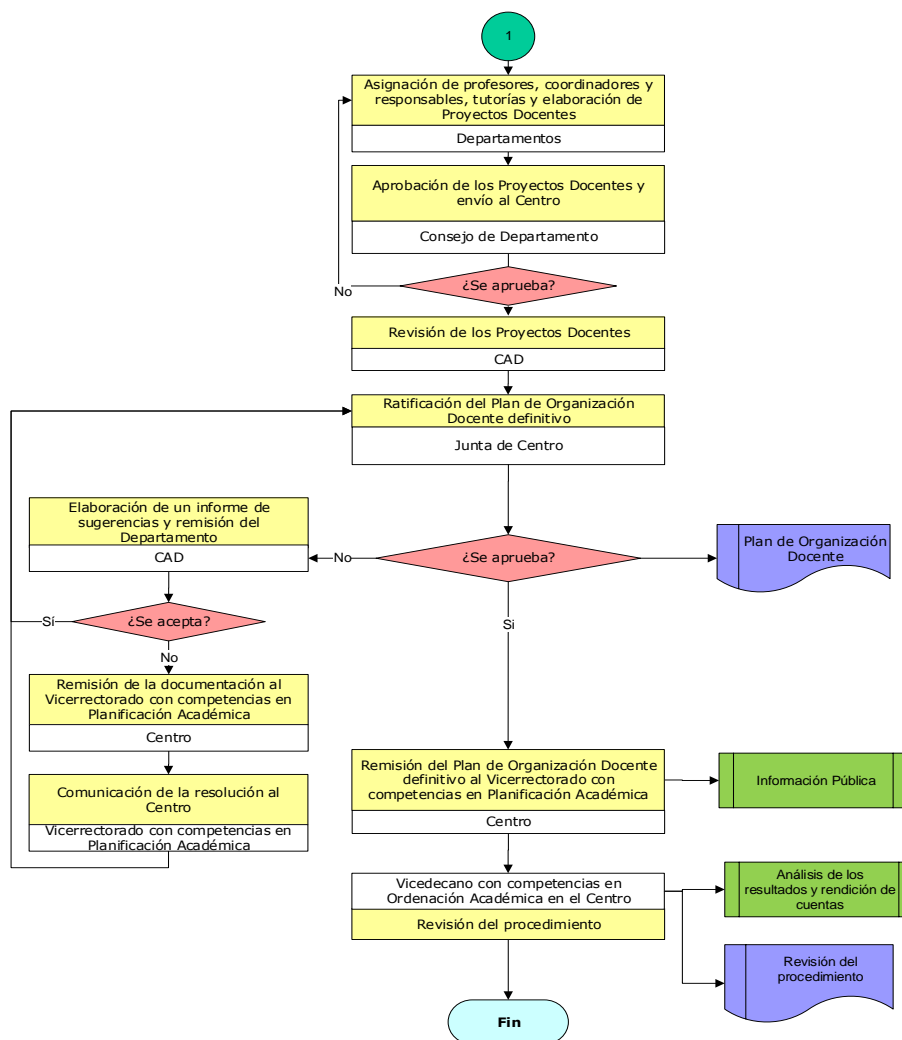 1
Asignación de profesores, coordinadores y
responsables, tutorías y elaboración de
Proyectos Docentes
Departamentos
Aprobación de los Proyectos Docentes y
envío al Centro
Consejo de Departamento
¿Se aprueba?
No
Revisión de los Proyectos Docentes
CAD
Ratificación del Plan de Organización
Docente definitivo
Junta de Centro
Elaboración de un informe de
sugerencias y remisión del
Departamento
CAD
No
¿Se aprueba?
Plan de Organización
Docente
Sí
¿Se acepta?
No
Si
Remisión de la documentación al
Vicerrectorado con competencias en
Planificación Académica
Centro
Comunicación de la resolución al
Centro
Vicerrectorado con competencias en
Planificación Académica
Remisión del Plan de Organización Docente
definitivo al Vicerrectorado con
competencias en Planificación Académica
Centro
Información Pública
Vicedecano con competencias en
Ordenación Académica en el Centro
Revisión del procedimiento
Análisis de los
resultados y rendición de
cuentas
Revisión del
procedimiento
Fin